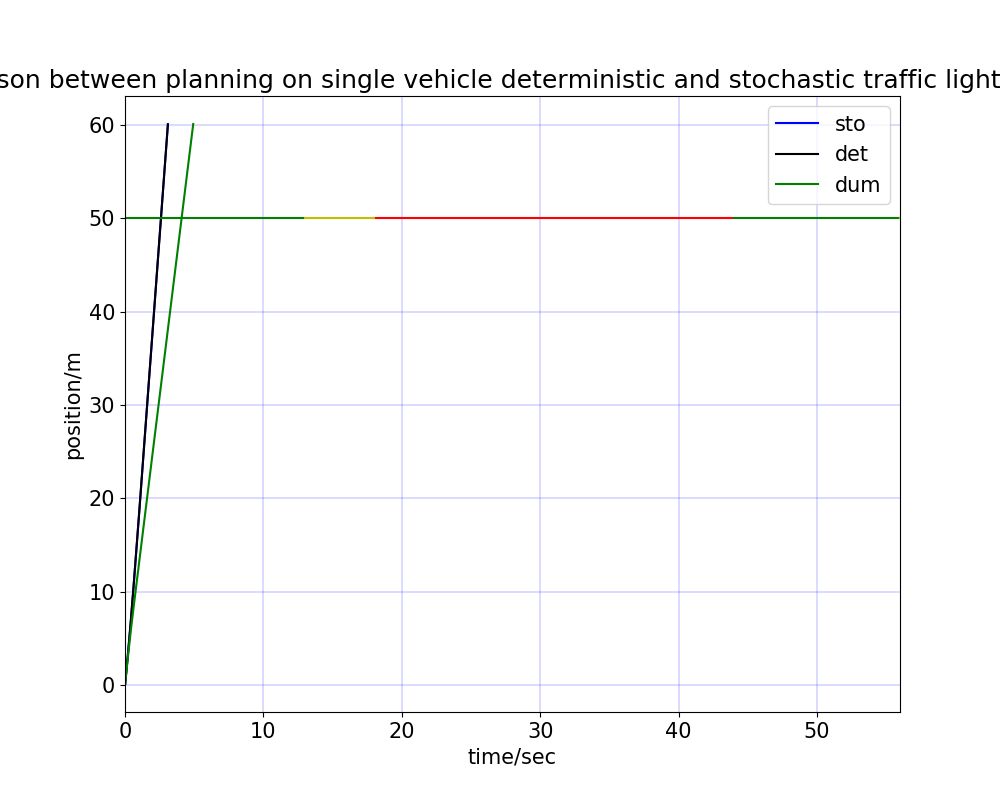 son between planning on single vehicle deterministic and stochastic traffic light
sto
det
dum
60
50
40
30
20
10
0
position/m
0 10 20 30 40 50
time/sec